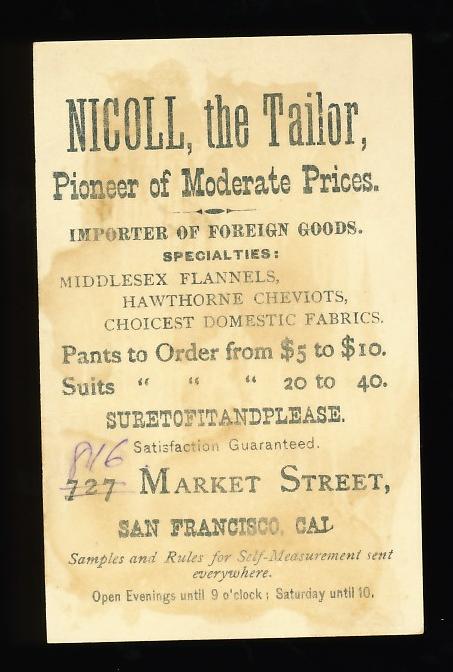 NICOLL, the Tailor,
Pioneer of Moderate Prices.
IMPORTER OF FOREIGN GOODS.
SPECIALTIES:
MIDDLESEX FLANNELS,
HAWTHORNE CHEVIOTS,
CHOICEST DOMESTIC FABRICS.
Pants to Order from $5 to $10.
Suits “ “ “ 20 to 40.
SURETOFITANDPLEASE.
Satisfaction Guaranteed.
816
727 MARKET STREET,
SAN FRANCISCO, CAL
Samples and Rules for Self-Measurement sent
everywhere.
Open Evenings until 9 o'clock; Saturday until 10.